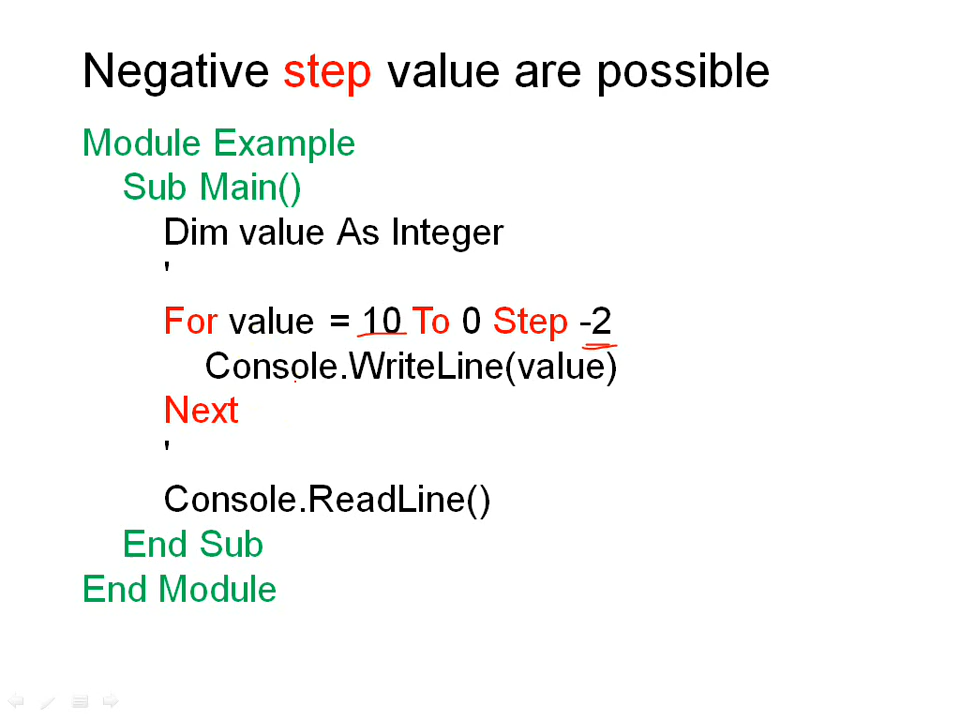 Negative step value are possible
Module Example
Sub Main()
Dim value As Integer
'
For value = 10 To 0 Step -2
Console.WriteLine(value)
Next
'
Console.ReadLine()
End Sub
End Module